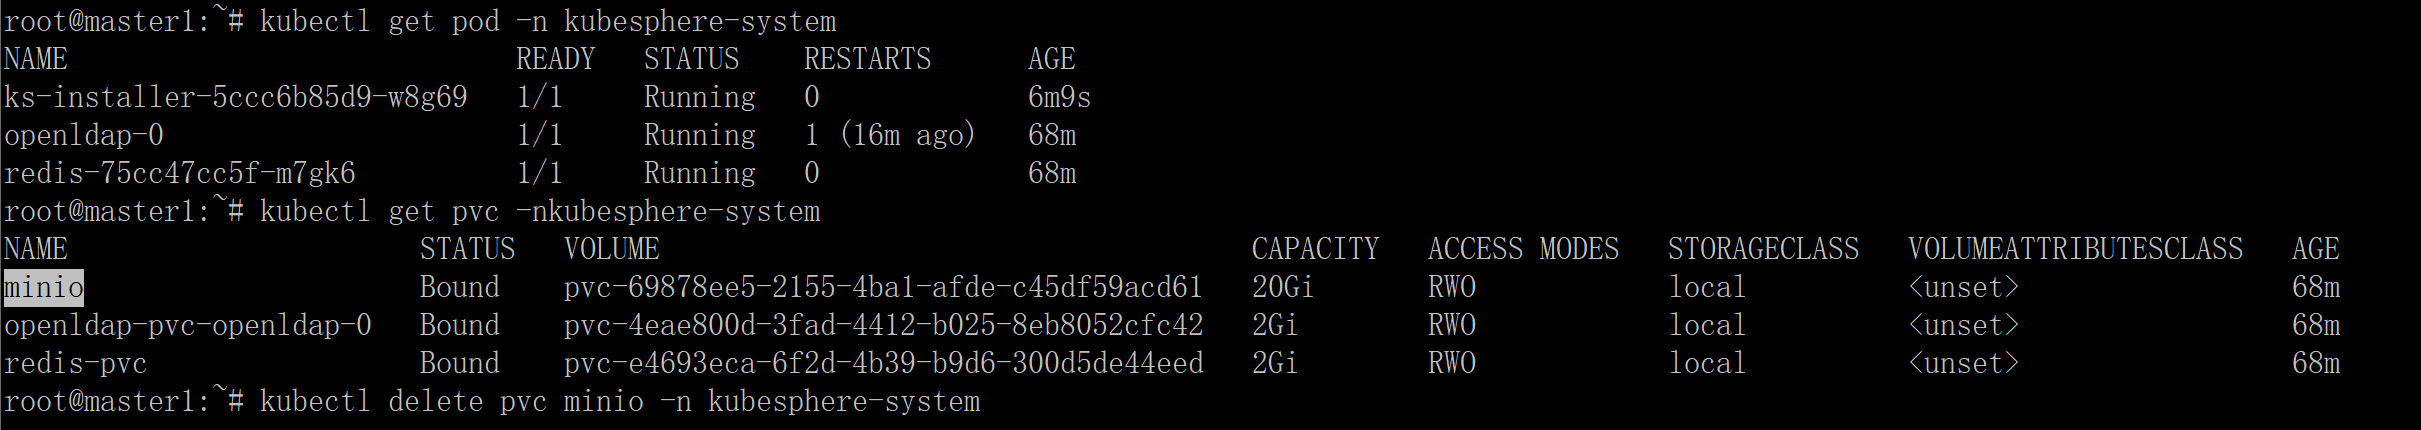 root@master1:~# kubectl get pod -n kubesphere-system
NAME READY STATUS RESTARTS AGE
ks-installer-5ccc6b85d9-w8g69 1/1 Running 0 6m9s
openldap-0 1/1 Running 1 (16m ago) 68m
redis-75cc47cc5f-m7gk6 1/1 Running 0 68m
root@master1:~# kubectl get pvc -nkubesphere-system
NAME STATUS VOLUME CAPACITY ACCESS MODES STORAGECLASS VOLUMEATTRIBUTESCLASS AGE
minio Bound pvc-69878ee5-2155-4ba1-afde-c45df59acd61 20Gi RWO local <unset> 68m
openldap-pvc-openldap-0 Bound pvc-4eae800d-3fad-4412-b025-8eb8052cfc42 2Gi RWO local <unset> 68m
redis-pvc Bound pvc-e4693eca-6f2d-4b39-b9d6-300d5de44eed 2Gi RWO local <unset> 68m
root@master1:~# kubectl delete pvc minio -n kubesphere-system